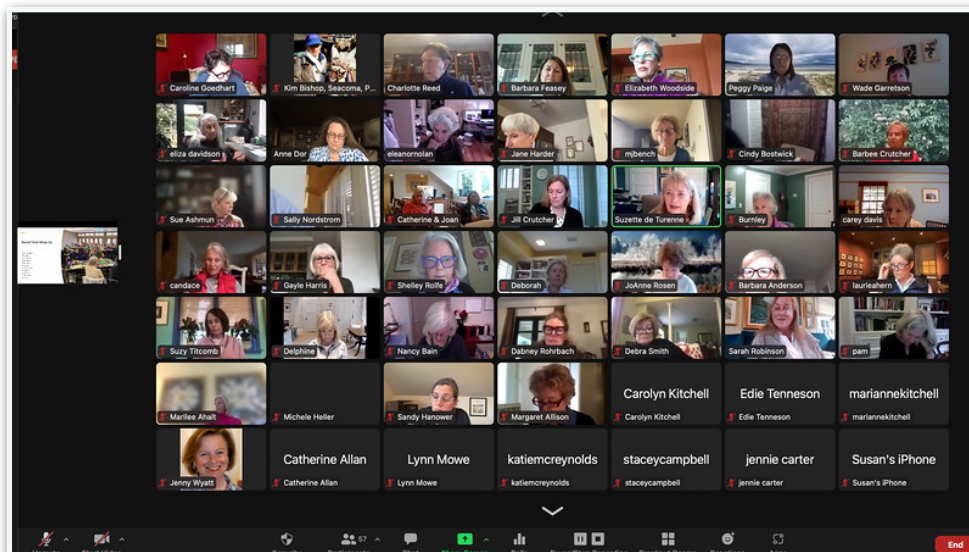 Caroline Goedhart
Kim Bishop, Seacoma, P...
Charlotte Reed
Barbara Feasey
Elizabeth Woodside
Peggy Paige
Wade Garretson
eliza davidson
Anne Dor
eleanornolan
Jane Harder
mjbench
Cindy Bostwick
Barbee Crutcher
Sue Ashmun
Sally Nordstrom
Catherine & Joan
Jill Crutcher
Suzette de Turenne
Burnley
carey davis
candace
Gayle Harris
Shelley Rolfe
Deborah
JoAnne Rosen
Barbara Anderson
laurieahern
Suzy Titcomb
Delphine
Nancy Bain
Dabney Rohrbach
Debra Smith
Sarah Robinson
pam
Marilee Ahalt
Michele Heller
Sandy Hanower
Margaret Allison
Carolyn Kitchell
Carolyn Kitchell
Edie Tenneson
Edie Tenneson
mariannekitchell
mariannekitchell
Jenny Wyatt
Catherine Allan
Catherine Allan
Lynn Mowe
Lynn Mowe
katiemcreynolds
katiemcreynolds
staceycampbell
staceycampbell
jennie carter
jennie carter
Susan's iPhone
Susan's iPhone
57
End